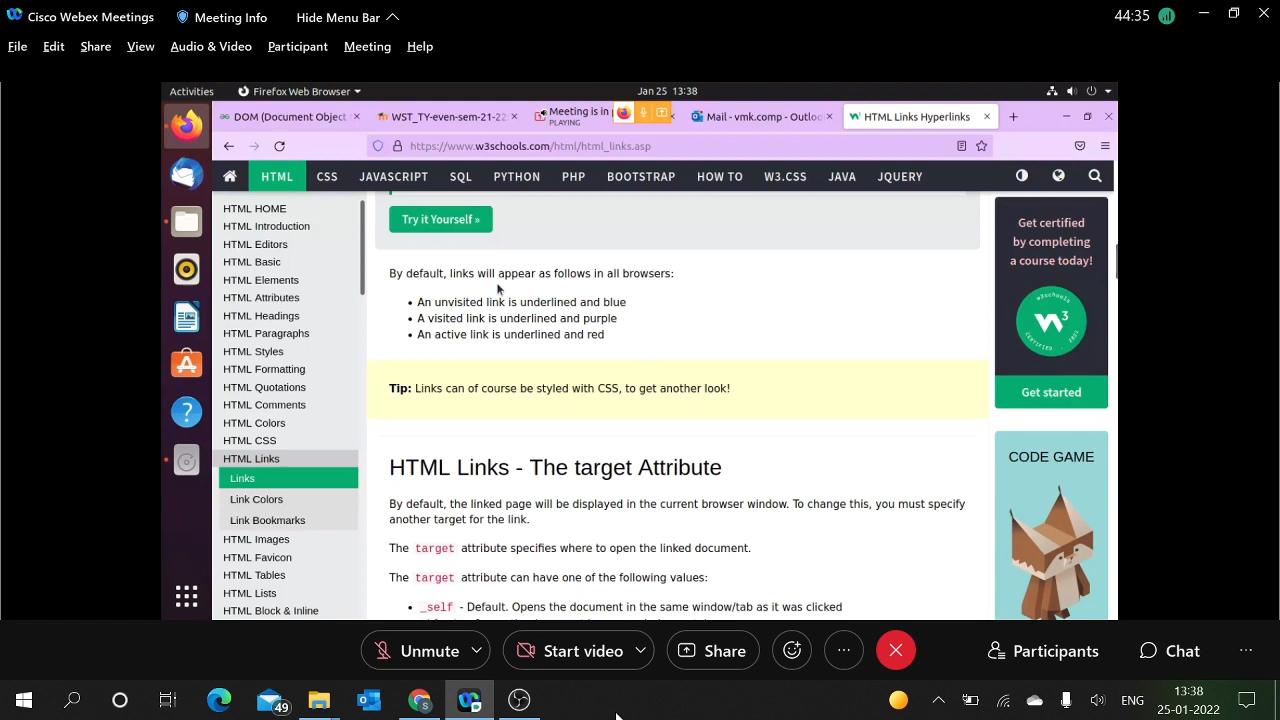 Cisco Webex Meetings Meeting Info Hide Menu Bar 44:35
File Edit Share View Audio & Video Participant Meeting Help
Activities Firefox Web Browser Jan 25 13:38
DOM (Document Object WST_TY-even-sem-21-22 Meeting is in Mail - vmk.comp - Outlool HTML Links Hyperlinks
PLAYING
https://www.w3schools.com/html/html_links.asp
HTML CSS JAVASCRIPT SQL PYTHON PHP BOOTSTRAP HOW TO W3.CSS JAVA JQUERY
HTML HOME
HTML Introduction
HTML Editors
HTML Basic
HTML Elements
HTML Attributes
HTML Headings
HTML Paragraphs
HTML Styles
HTML Formatting
HTML Quotations
HTML Comments
HTML Colors
HTML CSS
HTML Links
Links
Link Colors
Link Bookmarks
HTML Images
HTML Favicon
HTML Tables
HTML Lists
HTML Block & Inline
Try it Yourself »
By default, links will appear as follows in all browsers:
• An unvisited link is underlined and blue
• A visited link is underlined and purple
• An active link is underlined and red
Tip: Links can of course be styled with CSS, to get another look!
HTML Links - The target Attribute
By default, the linked page will be displayed in the current browser window. To change this, you must specify
another target for the link.
The target attribute specifies where to open the linked document.
The target attribute can have one of the following values:
• _self - Default. Opens the document in the same window/tab as it was clicked
Get certified
by completing
a course today!
w3schools
W3
CERTIFIED . 2021
Get started
CODE GAME
Unmute Start video Share Participants Chat
49 ENG 13:38
25-01-2022